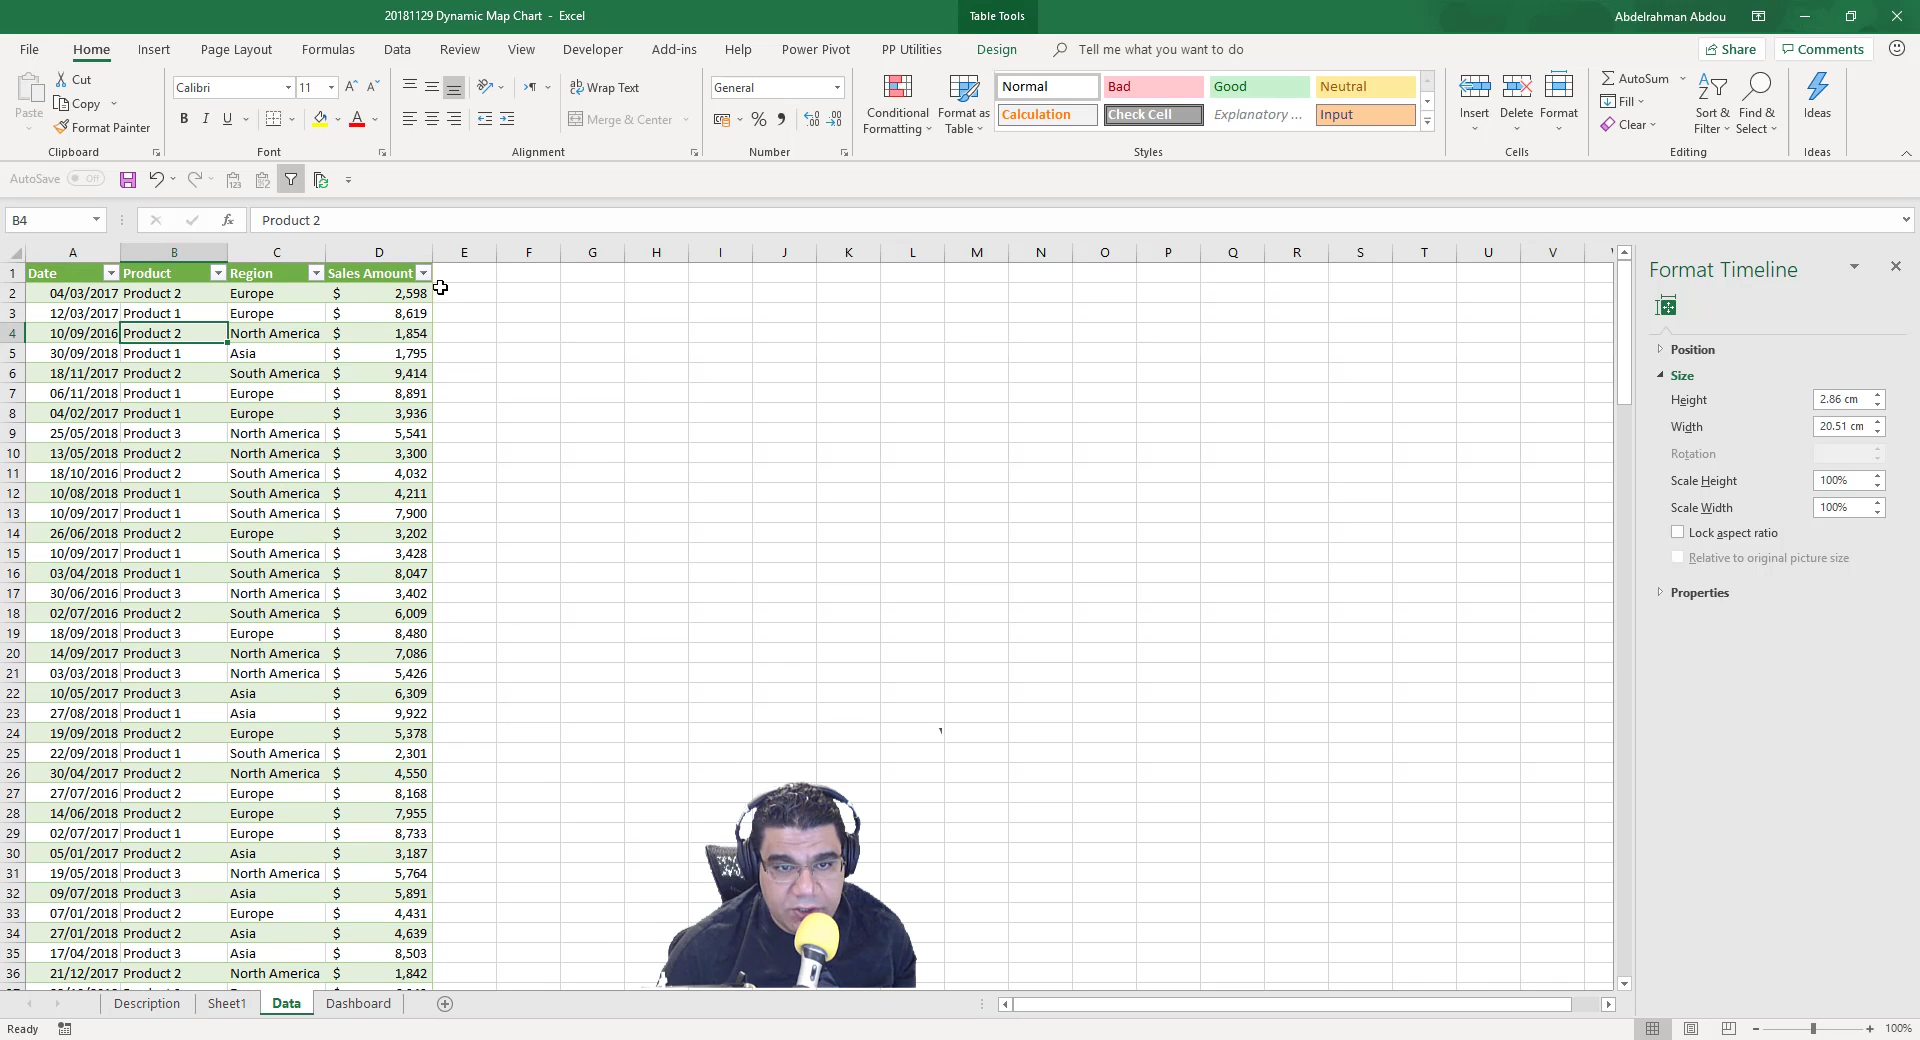 20181129 Dynamic Map Chart - Excel
Table Tools
Abdelrahman Abdou
File Home Insert Draw Page Layout Formulas Data Review View Developer Add-ins Help Power Pivot PP Utilities Design Tell me what you want to do Share Comments
Paste
Cut
Copy
Format Painter
Clipboard
Calibri 11
B I U
Font
Wrap Text
Merge & Center
Alignment
General
Number
Conditional Formatting
Format as Table
Normal Bad Good Neutral
Calculation Check Cell Explanatory ... Input
Styles
Insert Delete Format
Cells
AutoSum
Fill
Clear
Sort & Filter
Find & Select
Editing
Ideas
Ideas
AutoSave Off
B4 fx Product 2
A B C D E F G H I J K L M N O P Q R S T U V
1 Date Product Region Sales Amount
2 04/03/2017 Product 2 Europe $ 2,598
3 12/03/2017 Product 1 Europe $ 8,619
4 10/09/2016 Product 2 North America $ 1,854
5 30/09/2018 Product 1 Asia $ 1,795
6 18/11/2017 Product 2 South America $ 9,414
7 06/11/2018 Product 1 Europe $ 8,891
8 04/02/2017 Product 1 Europe $ 3,936
9 25/05/2018 Product 3 North America $ 5,541
10 13/05/2018 Product 2 North America $ 3,300
11 18/10/2016 Product 2 South America $ 4,032
12 10/08/2018 Product 1 South America $ 4,211
13 10/09/2017 Product 1 South America $ 7,900
14 26/06/2018 Product 2 Europe $ 3,202
15 10/09/2017 Product 1 South America $ 3,428
16 03/04/2018 Product 1 South America $ 8,047
17 30/06/2016 Product 3 North America $ 3,402
18 02/07/2016 Product 2 South America $ 6,009
19 18/09/2018 Product 3 Europe $ 8,480
20 14/09/2017 Product 3 North America $ 7,086
21 03/03/2018 Product 3 North America $ 5,426
22 10/05/2017 Product 3 Asia $ 6,309
23 27/08/2018 Product 1 Asia $ 9,922
24 19/09/2018 Product 2 Europe $ 5,378
25 22/09/2018 Product 1 South America $ 2,301
26 30/04/2017 Product 2 North America $ 4,550
27 27/07/2016 Product 2 Europe $ 8,168
28 14/06/2018 Product 2 Europe $ 7,955
29 02/07/2017 Product 1 Europe $ 8,733
30 05/01/2017 Product 2 Asia $ 3,187
31 19/05/2018 Product 3 North America $ 5,764
32 09/07/2018 Product 3 Asia $ 5,891
33 07/01/2018 Product 2 Europe $ 4,431
34 27/01/2018 Product 2 Asia $ 4,639
35 17/04/2018 Product 3 Asia $ 8,503
36 21/12/2017 Product 2 North America $ 1,842
Format Timeline
Position
Size
Height 2.86 cm
Width 20.51 cm
Rotation
Scale Height 100%
Scale Width 100%
Lock aspect ratio
Relative to original picture size
Properties
Description Sheet1 Data Dashboard
Ready
100%